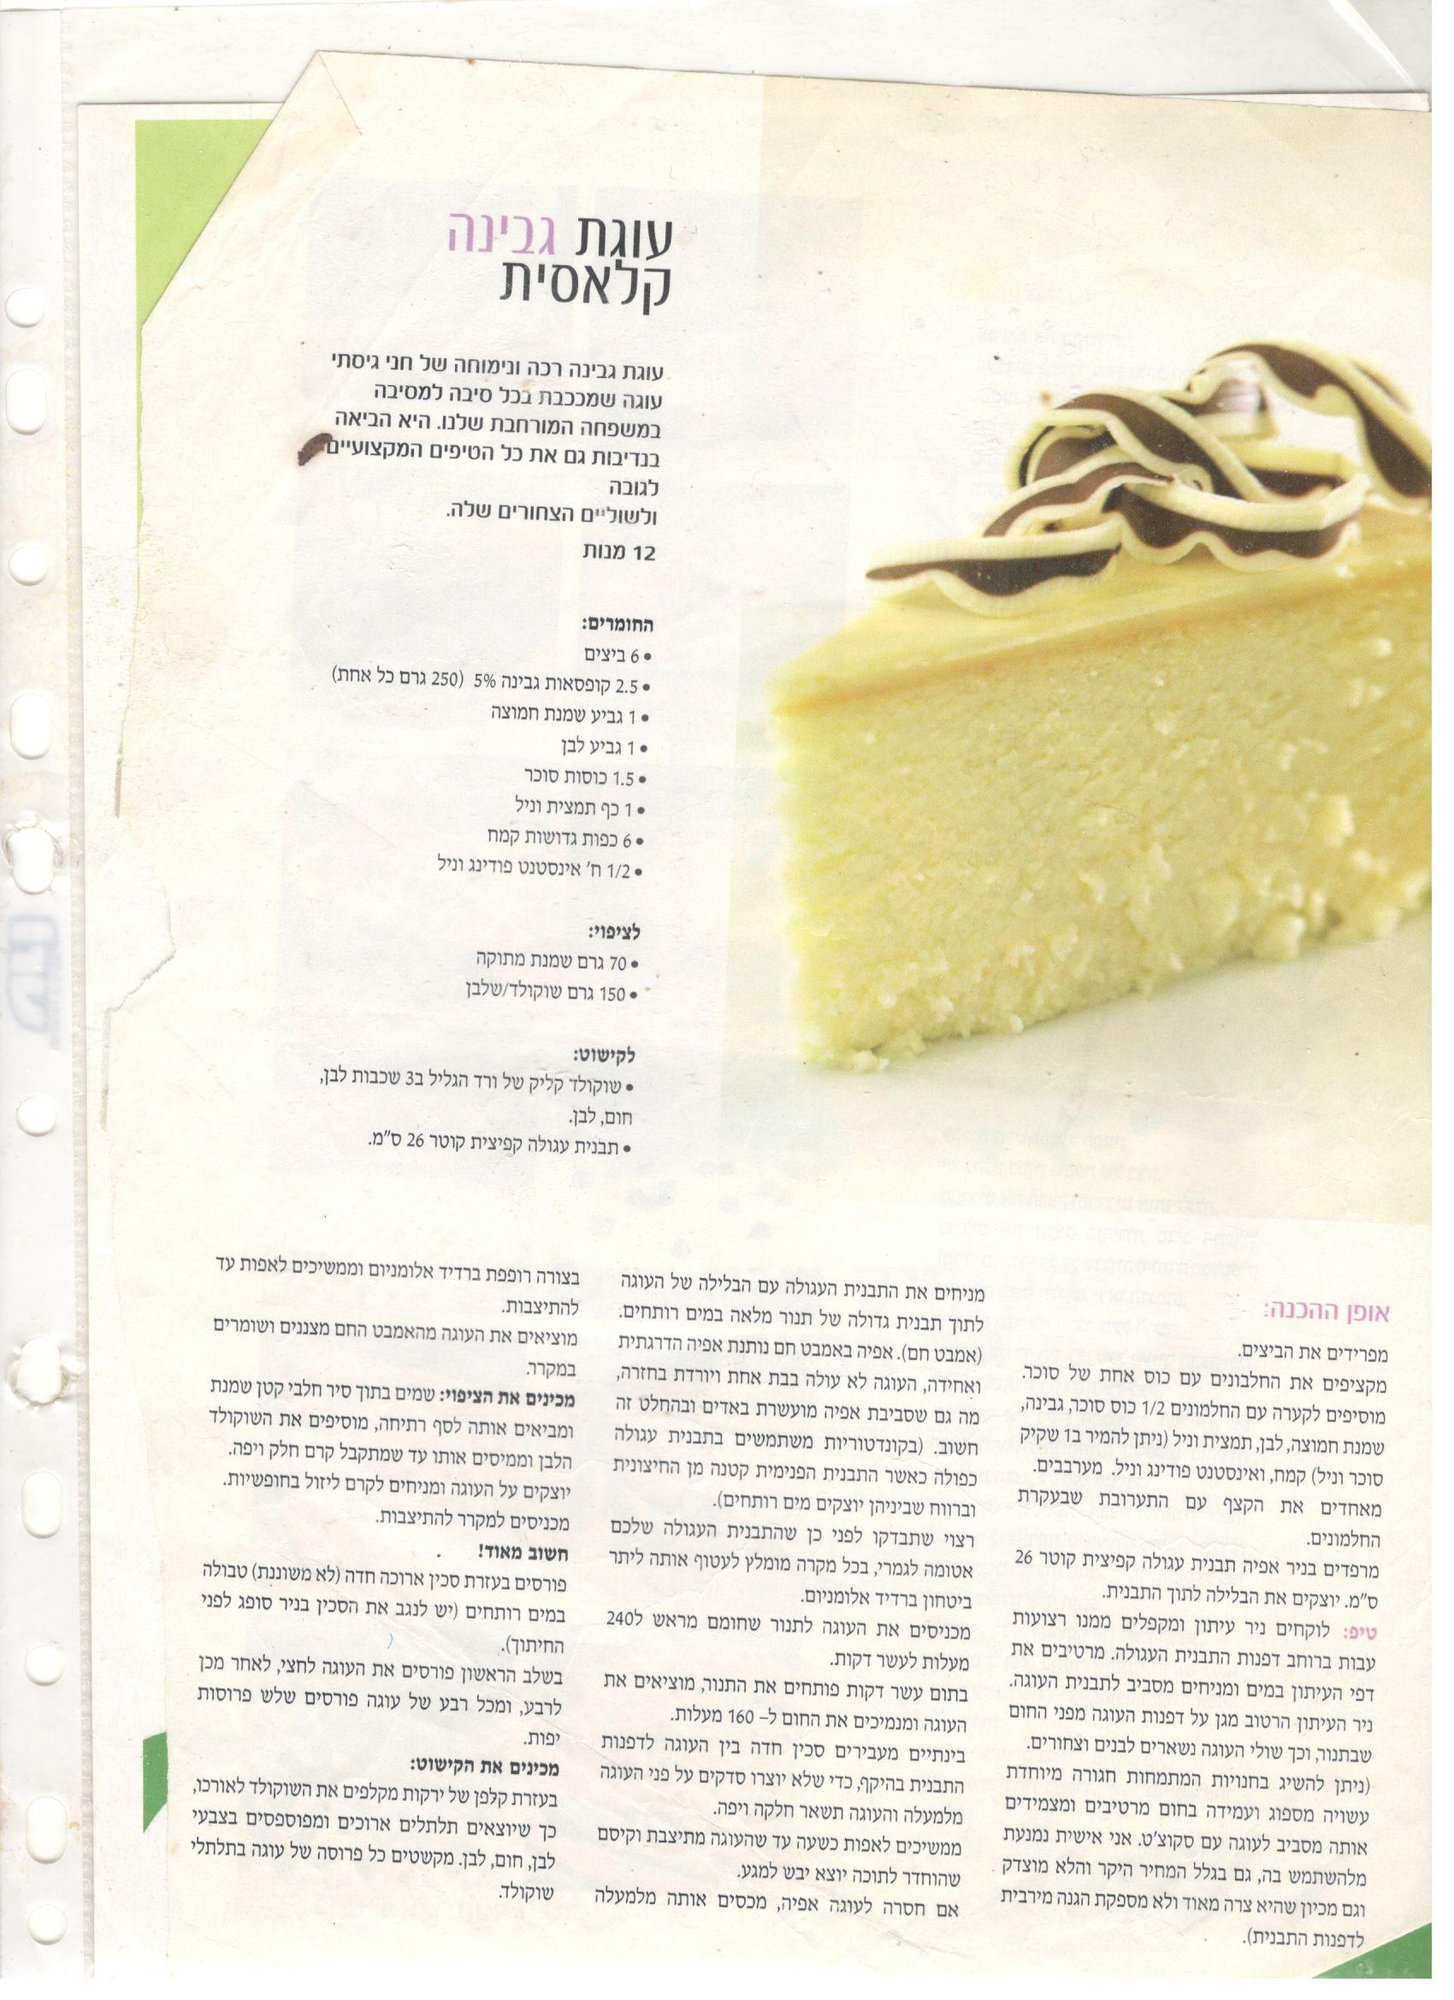 עוגת גבינה
קלאסית
עוגת גבינה רכה ונימוחה של חני גיסתי
עוגה שמככבת בכל סיבה למסיבה
במשפחה המורחבת שלנו. היא הביאה
בנדיבות גם את כל הטיפים המקצועיים
לגובה
ולשוליים הצחורים שלה.
12 מנות
החומרים:
• 6 ביצים
• 2.5 קופסאות גבינה 5% (250 גרם כל אחת)
• 1 גביע שמנת חמוצה
• 1 גביע לבן
• 1.5 כוסות סוכר
• 1 כף תמצית וניל
• 6 כפות גדושות קמח
• 1/2 ח' אינסטנט פודינג וניל
לציפוי:
• 70 גרם שמנת מתוקה
• 150 גרם שוקולד/שלבן
לקישוט:
• שוקולד קליק של ורד הגליל ב3 שכבות לבן,
חום, לבן.
• תבנית עגולה קפיצית קוטר 26 ס"מ.
אופן ההכנה:
מפרידים את הביצים.
מקציפים את החלבונים עם כוס אחת של סוכר.
מוסיפים לקערה עם החלמונים 1/2 כוס סוכר, גבינה,
שמנת חמוצה, לבן, תמצית וניל (ניתן להמיר ב1 שקיק
סוכר וניל) קמח, ואינסטנט פודינג וניל. מערבבים.
מאחדים את הקצף עם התערובת שבעקרת
החלמונים.
מרפדים בניר אפיה תבנית עגולה קפיצית קוטר 26
ס"מ. יוצקים את הבלילה לתוך התבנית.
טיפ: לוקחים ניר עיתון ומקפלים ממנו רצועות
עבות ברוחב דפנות התבנית העגולה. מרטיבים את
דפי העיתון במים ומניחים מסביב לתבנית העוגה.
ניר העיתון הרטוב מגן על דפנות העוגה מפני החום
שבתנור, וכך שולי העוגה נשארים לבנים וצחורים.
(ניתן להשיג בחנויות המתמחות חגורה מיוחדת
עשויה מספוג ועמידה בחום מרטיבים ומצמידים
אותה מסביב לעוגה עם סקוצ'ט. אני אישית נמנעת
מלהשתמש בה, גם בגלל המחיר היקר והלא מוצדק
וגם מכיון שהיא צרה מאוד ולא מספקת הגנה מירבית
לדפנות התבנית).
מניחים את התבנית העגולה עם הבלילה של העוגה
לתוך תבנית גדולה של תנור מלאה במים רותחים.
(אמבט חם). אפיה באמבט חם נותנת אפיה הדרגתית
ואחידה, העוגה לא עולה בבת אחת ויורדת בחזרה,
מה גם שסביבת אפיה מועשרת באדים ובהחלט זה
חשוב. (בקונדטוריות משתמשים בתבנית עגולה
כפולה כאשר התבנית הפנימית קטנה מן החיצונית
וברווח שביניהן יוצקים מים רותחים).
רצוי שתבדקו לפני כן שהתבנית העגולה שלכם
אטומה לגמרי, בכל מקרה מומלץ לעטוף אותה ליתר
ביטחון ברדיד אלומניום.
מכניסים את העוגה לתנור שחומם מראש ל240
מעלות לעשר דקות.
בתום עשר דקות פותחים את התנור, מוציאים את
העוגה ומנמיכים את החום ל– 160 מעלות.
בינתיים מעבירים סכין חדה בין העוגה לדפנות
התבנית בהיקף, כדי שלא יוצרו סדקים על פני העוגה
מלמעלה והעוגה תשאר חלקה ויפה.
ממשיכים לאפות כשעה עד שהעוגה מתיצבת וקיסם
שהוחדר לתוכה יוצא יבש למגע.
אם חסרה לעוגה אפיה, מכסים אותה מלמעלה
בצורה רופפת ברדיד אלומניום וממשיכים לאפות עד
להתיצבות.
מוציאים את העוגה מהאמבט החם מצננים ושומרים
במקרר.
מכינים את הציפוי: שמים בתוך סיר חלבי קטן שמנת
ומביאים אותה לסף רתיחה, מוסיפים את השוקולד
הלבן וממיסים אותו עד שמתקבל קרם חלק ויפה.
יוצקים על העוגה ומניחים לקרם ליזול בחופשיות.
מכניסים למקרר להתיצבות.
חשוב מאוד!
פורסים בעזרת סכין ארוכה חדה (לא משוננת) טבולה
במים רותחים (יש לנגב את הסכין בניר סופג לפני
החיתוך).
בשלב הראשון פורסים את העוגה לחצי, לאחר מכן
לרבע, ומכל רבע של עוגה פורסים שלש פרוסות
יפות.
מכינים את הקישוט:
בעזרת קלפן של ירקות מקלפים את השוקולד לאורכו,
כך שיוצאים תלתלים ארוכים ומפוספסים בצבעי
לבן, חום, לבן. מקשטים כל פרוסה של עוגה בתלתלי
שוקולד.